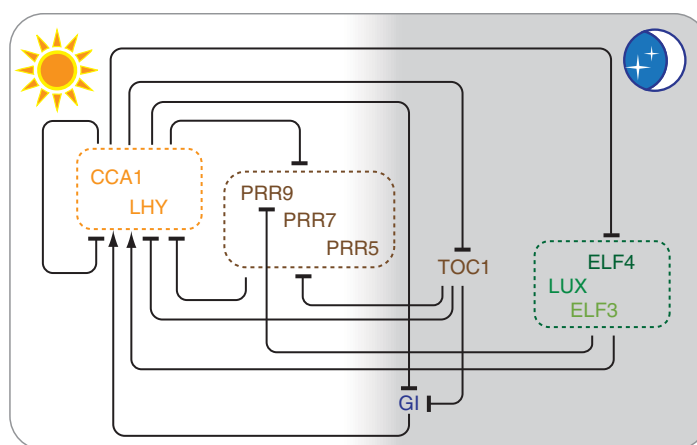 CCA1
LHY
PRR9
PRR7
PRR5
TOC1
ELF4
LUX
ELF3
GI